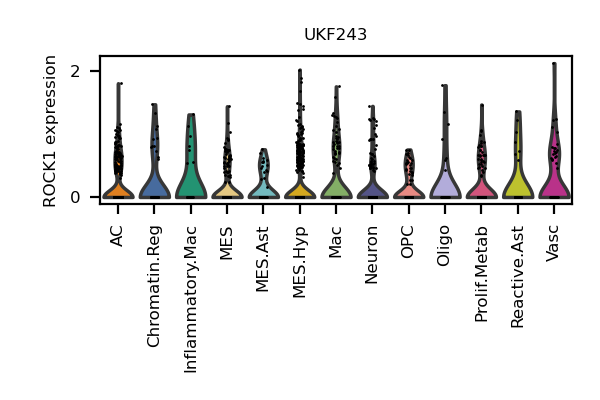 UKF243
ROCK1 expression
2
0
AC
Chromatin.Reg
Inflammatory.Mac
MES
MES.Ast
MES.Hyp
Mac
Neuron
OPC
Oligo
Prolif.Metab
Reactive.Ast
Vasc